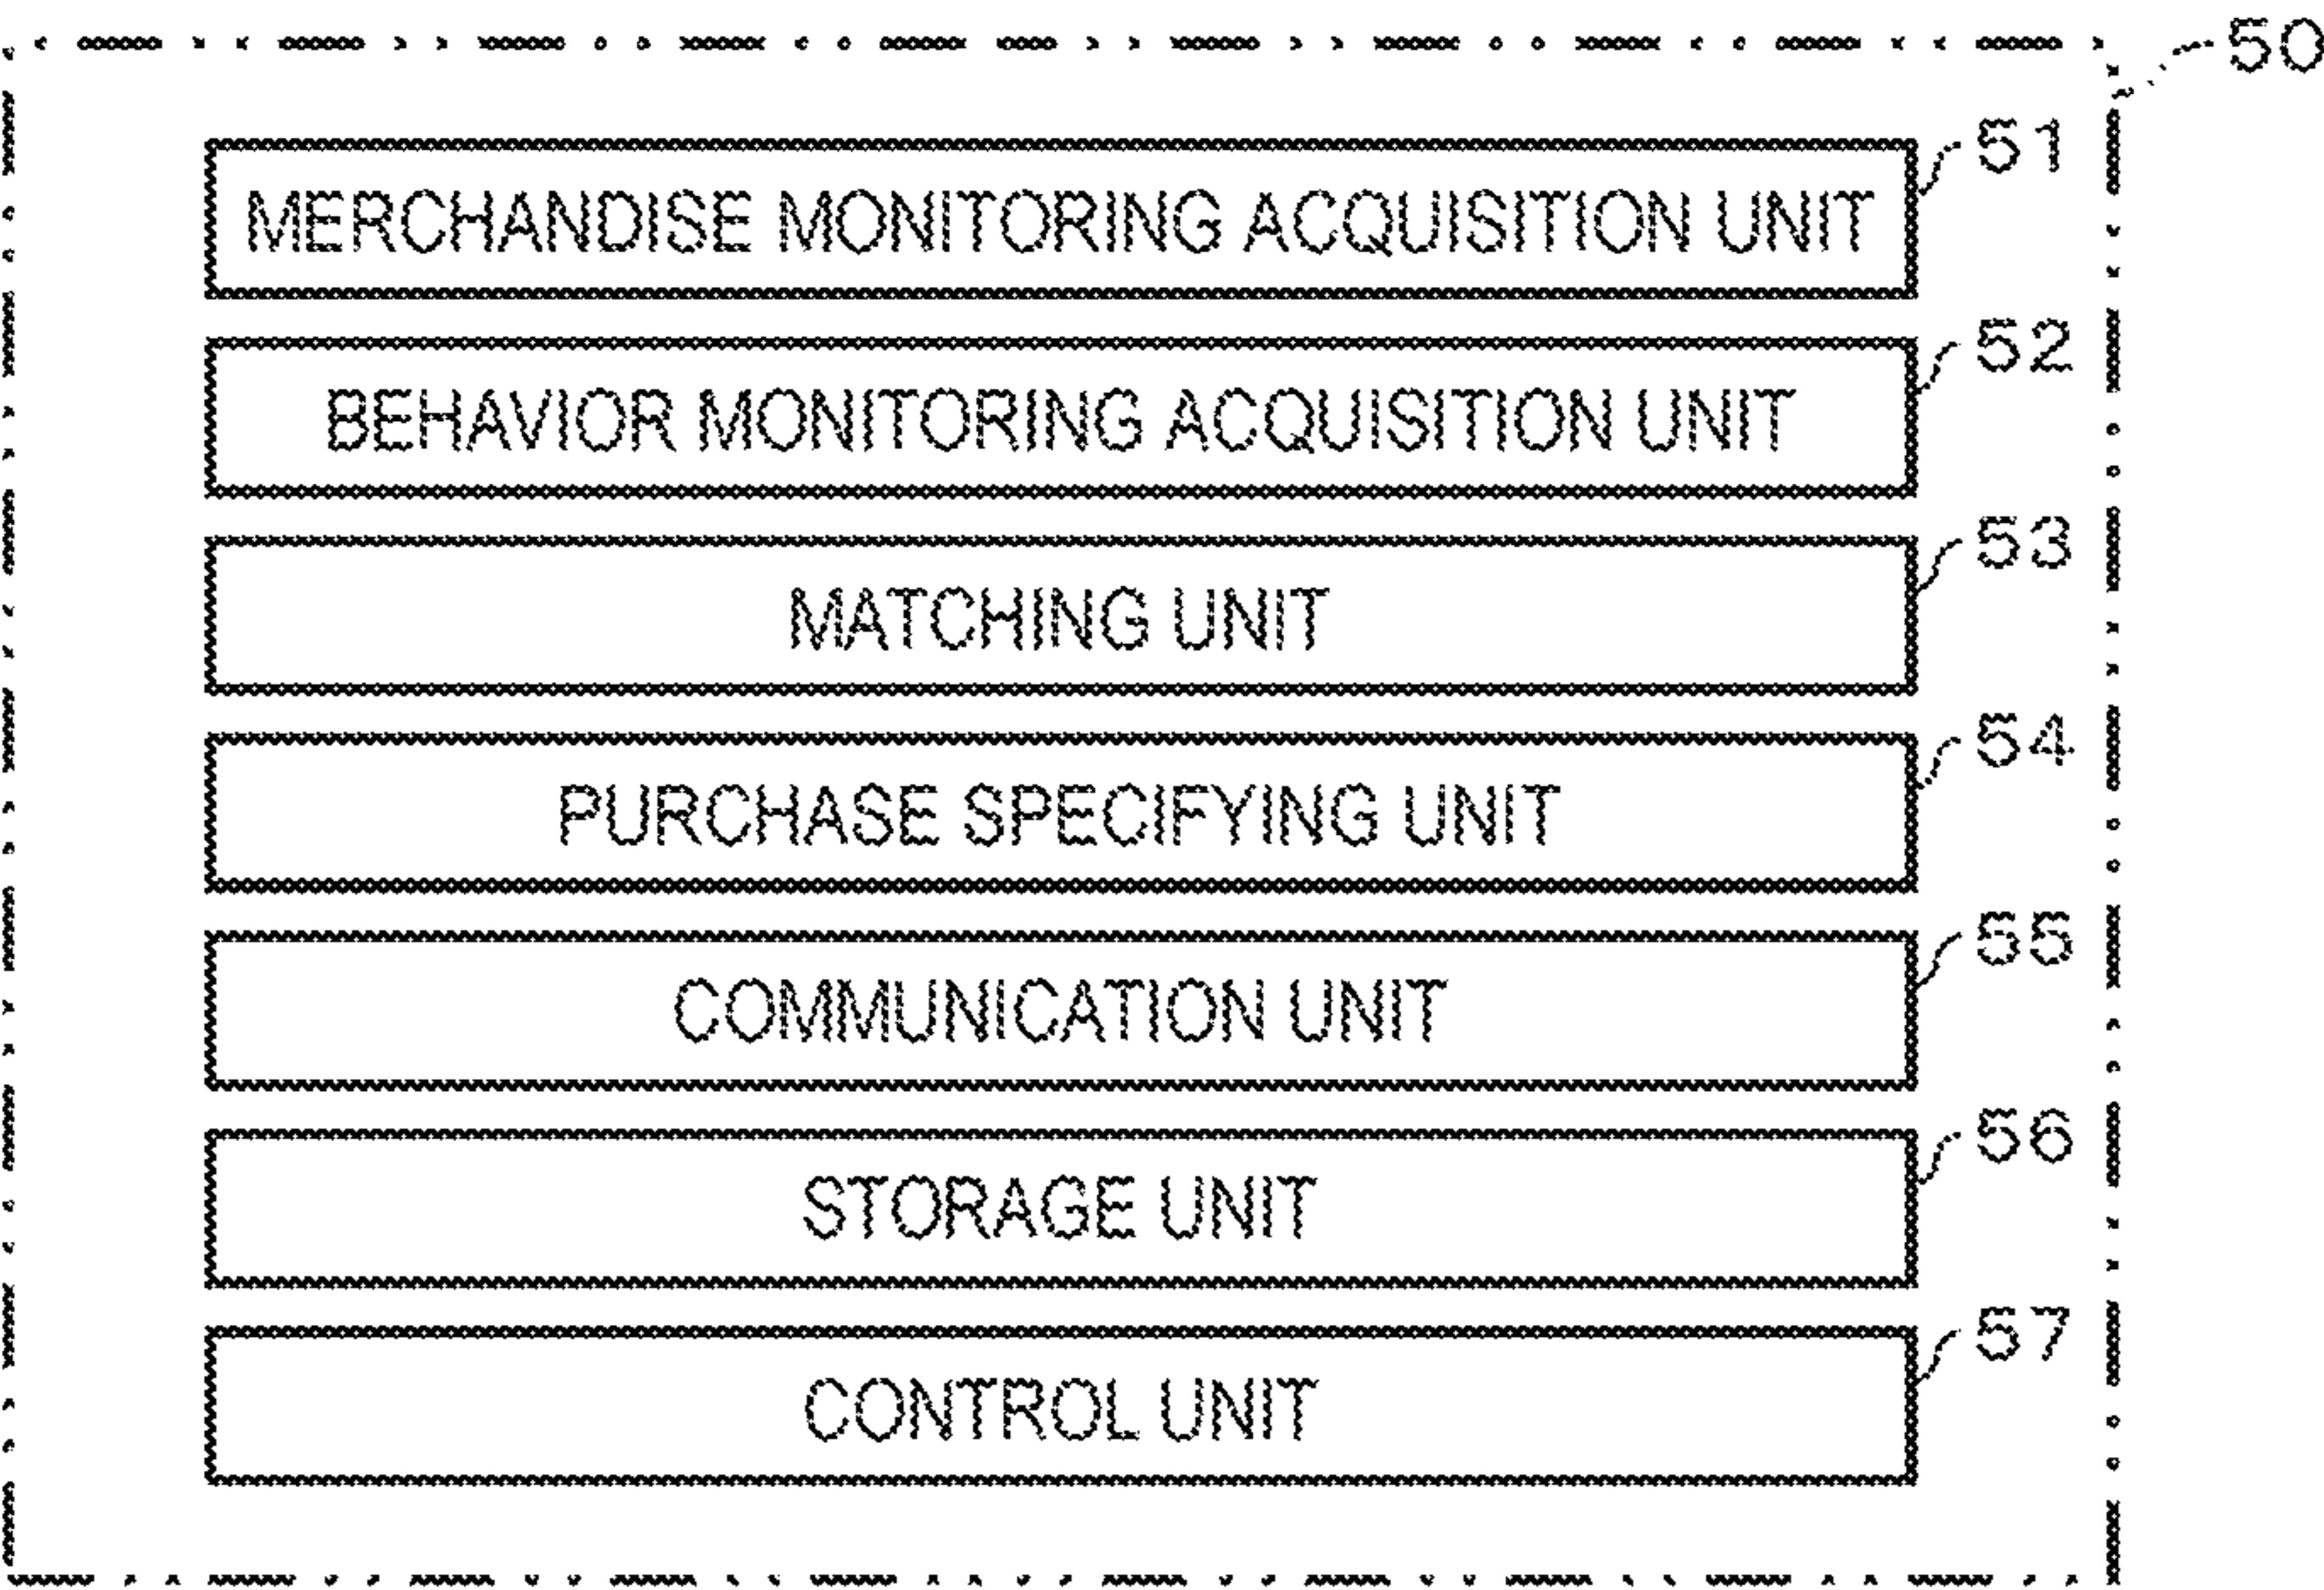 50
51
MERCHANDISE MONITORING ACQUISITION UNIT
52
BEHAVIOR MONITORING ACQUISITION UNIT
53
MATCHING UNIT
54
PURCHASE SPECIFYING UNIT
55
COMMUNICATION UNIT
56
STORAGE UNIT
57
CONTROL UNIT